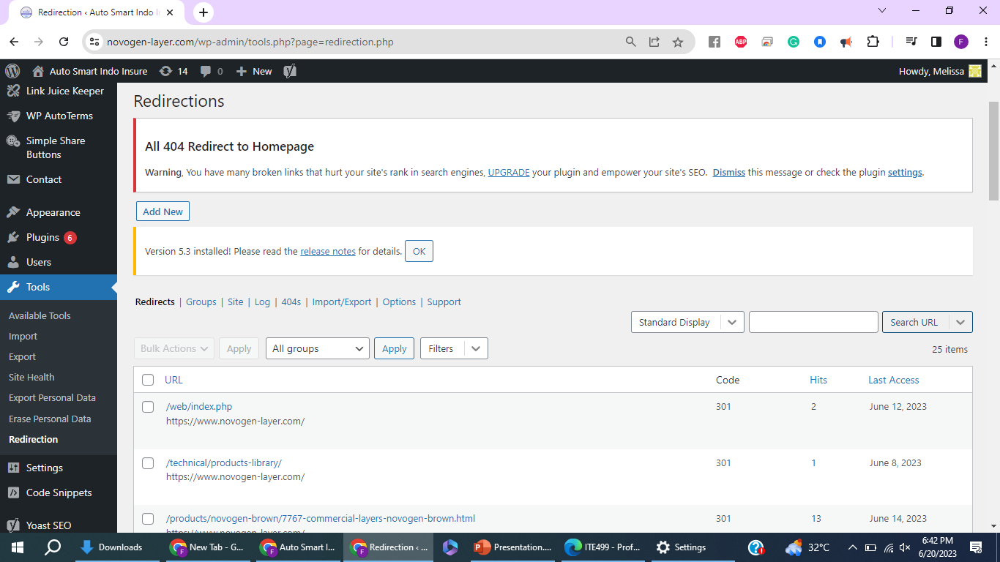 Redirection ‹ Auto Smart Indo I
novogen-layer.com/wp-admin/tools.php?page=redirection.php
ABP
F
Auto Smart Indo Insure
14
0
New
Howdy, Melissa
Link Juice Keeper
WP AutoTerms
Simple Share
Buttons
Contact
Appearance
Plugins 6
Users
Tools
Available Tools
Import
Export
Site Health
Export Personal Data
Erase Personal Data
Redirection
Settings
Code Snippets
Yoast SEO
Redirections
All 404 Redirect to Homepage
Warning, You have many broken links that hurt your site's rank in search engines, UPGRADE your plugin and empower your site's SEO. Dismiss this message or check the plugin settings.
Add New
Version 5.3 installed! Please read the release notes for details. OK
Redirects | Groups | Site | Log | 404s | Import/Export | Options | Support
Standard Display
Search URL
Bulk Actions
Apply
All groups
Apply
Filters
25 items
URL Code Hits Last Access
/web/index.php 301 2 June 12, 2023
https://www.novogen-layer.com/
/technical/products-library/ 301 1 June 8, 2023
https://www.novogen-layer.com/
/products/novogen-brown/7767-commercial-layers-novogen-brown.html 301 13 June 14, 2023
https://www.novogen-layer.com/
Downloads
New Tab - G...
Auto Smart I...
Redirection ‹ ...
Presentation....
ITE499 - Prof...
Settings
32°C
6:42 PM
6/20/2023